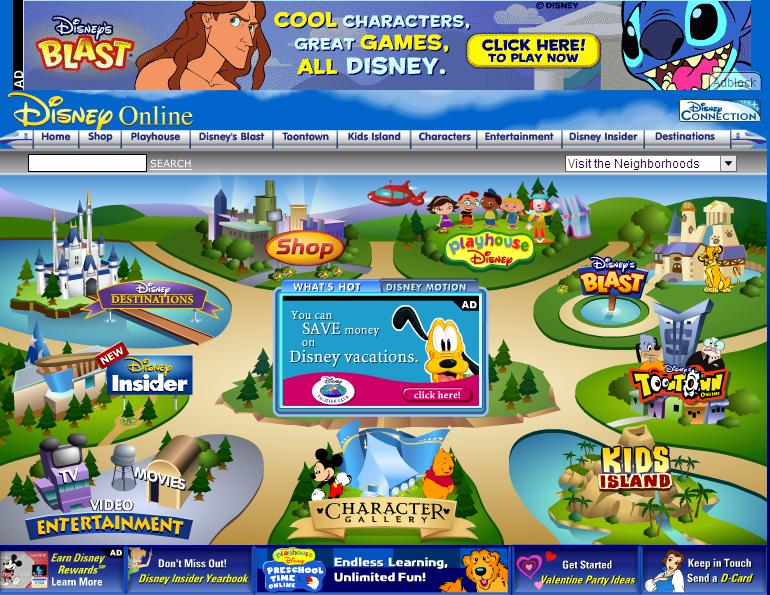 © DISNEY
Disney's
BLAST
COOL CHARACTERS,
GREAT GAMES,
ALL DISNEY.
CLICK HERE!
TO PLAY NOW
AD
Adblock
Disney Online
Disney
CONNECTION
Home Shop Playhouse Disney's Blast Toontown Kids Island Characters Entertainment Disney Insider Destinations
SEARCH
Visit the Neighborhoods
Shop
playhouse
Disney
Disney
DESTINATIONS
Disney's
BLAST
WHAT'S HOT DISNEY MOTION
AD
You can
SAVE money
on
Disney vacations.
click here!
NEW
Disney
Insider
Disney's
TOONTOWN
ONLINE
TV
MOVIES
VIDEO
ENTERTAINMENT
CHARACTER
GALLERY
KIDS
ISLAND
Earn Disney
Rewards℠
Learn More
AD
Don't Miss Out!
Disney Insider Yearbook
playhouse
Disney
PRESCHOOL
TIME
ONLINE
Endless Learning,
Unlimited Fun!
Get Started
Valentine Party Ideas
Keep in Touch
Send a D-Card